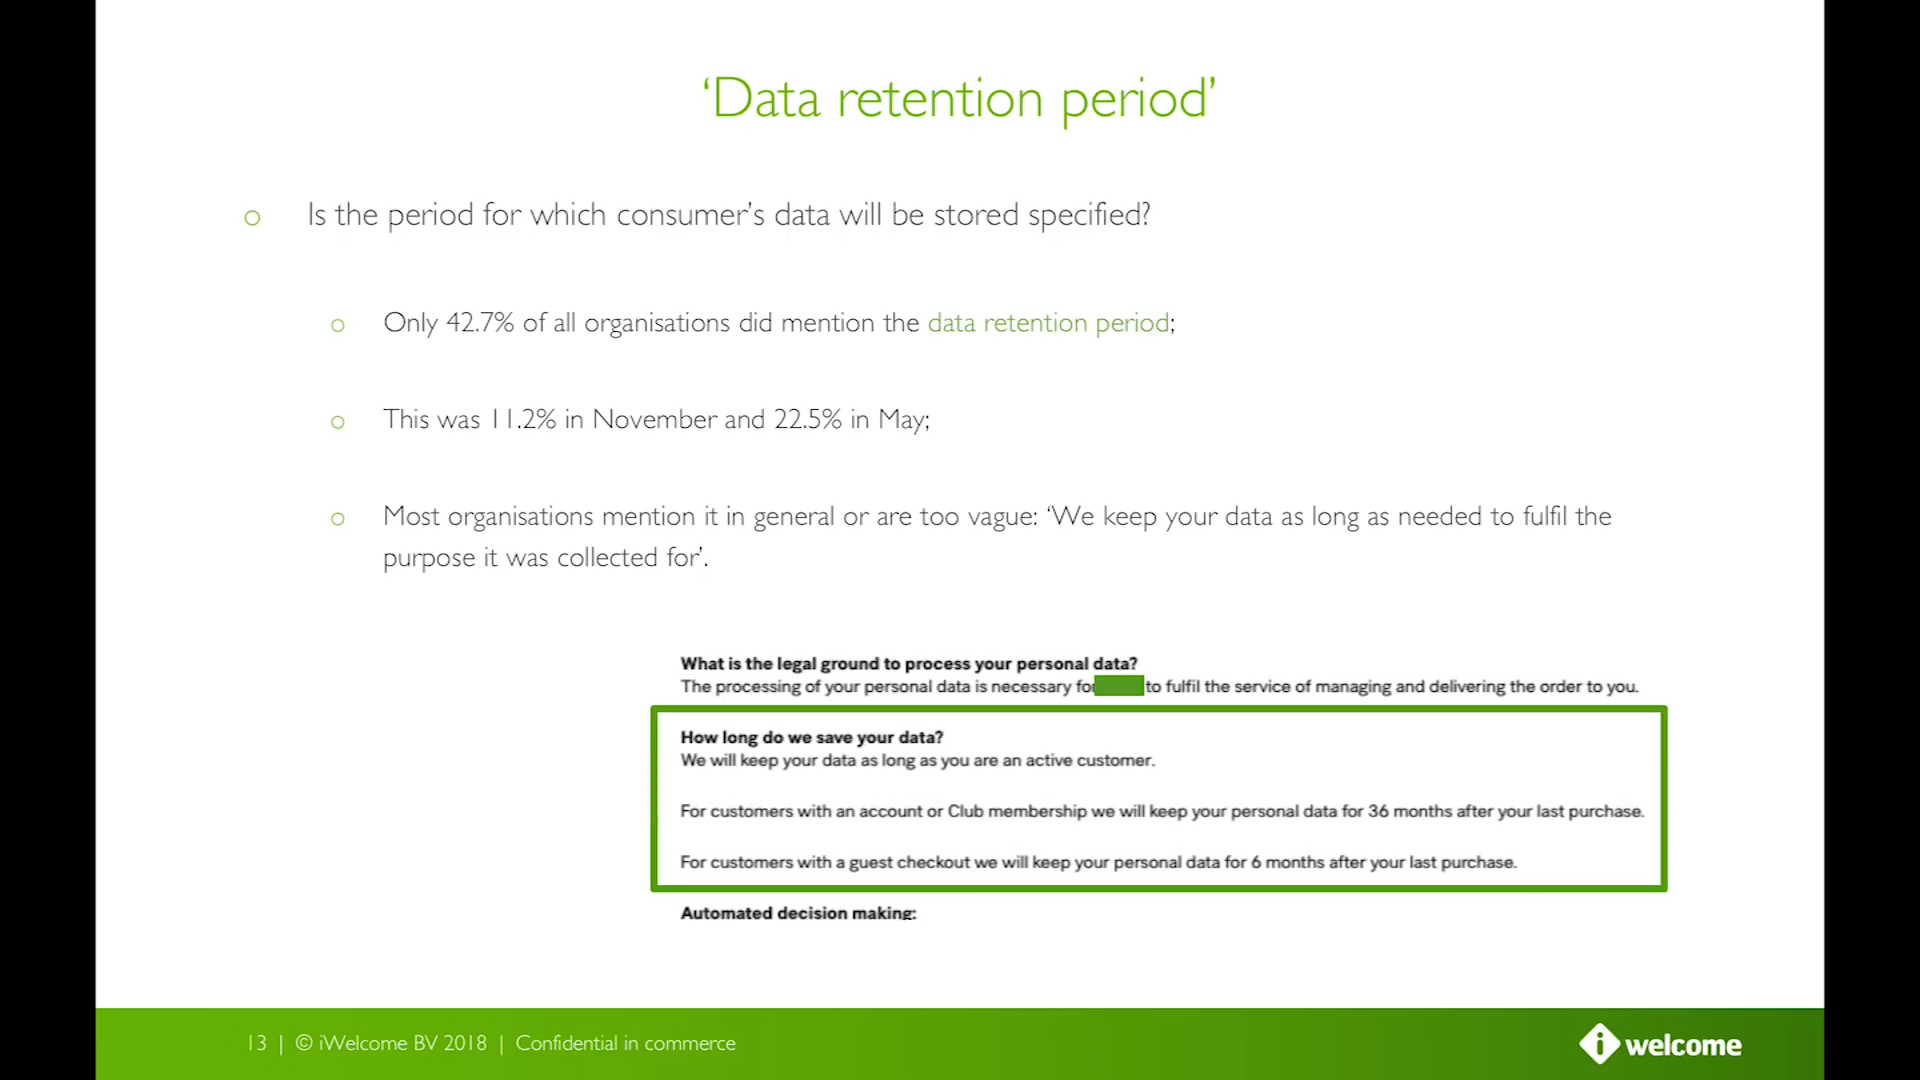 ‘Data retention period’
o Is the period for which consumer’s data will be stored specified?
o Only 42.7% of all organisations did mention the data retention period;
o This was 11.2% in November and 22.5% in May;
o Most organisations mention it in general or are too vague: ‘We keep your data as long as needed to fulfil the
purpose it was collected for’.
What is the legal ground to process your personal data?
The processing of your personal data is necessary for to fulfil the service of managing and delivering the order to you.
How long do we save your data?
We will keep your data as long as you are an active customer.
For customers with an account or Club membership we will keep your personal data for 36 months after your last purchase.
For customers with a guest checkout we will keep your personal data for 6 months after your last purchase.
Automated decision making:
13 | © iWelcome BV 2018 | Confidential in commerce
i welcome